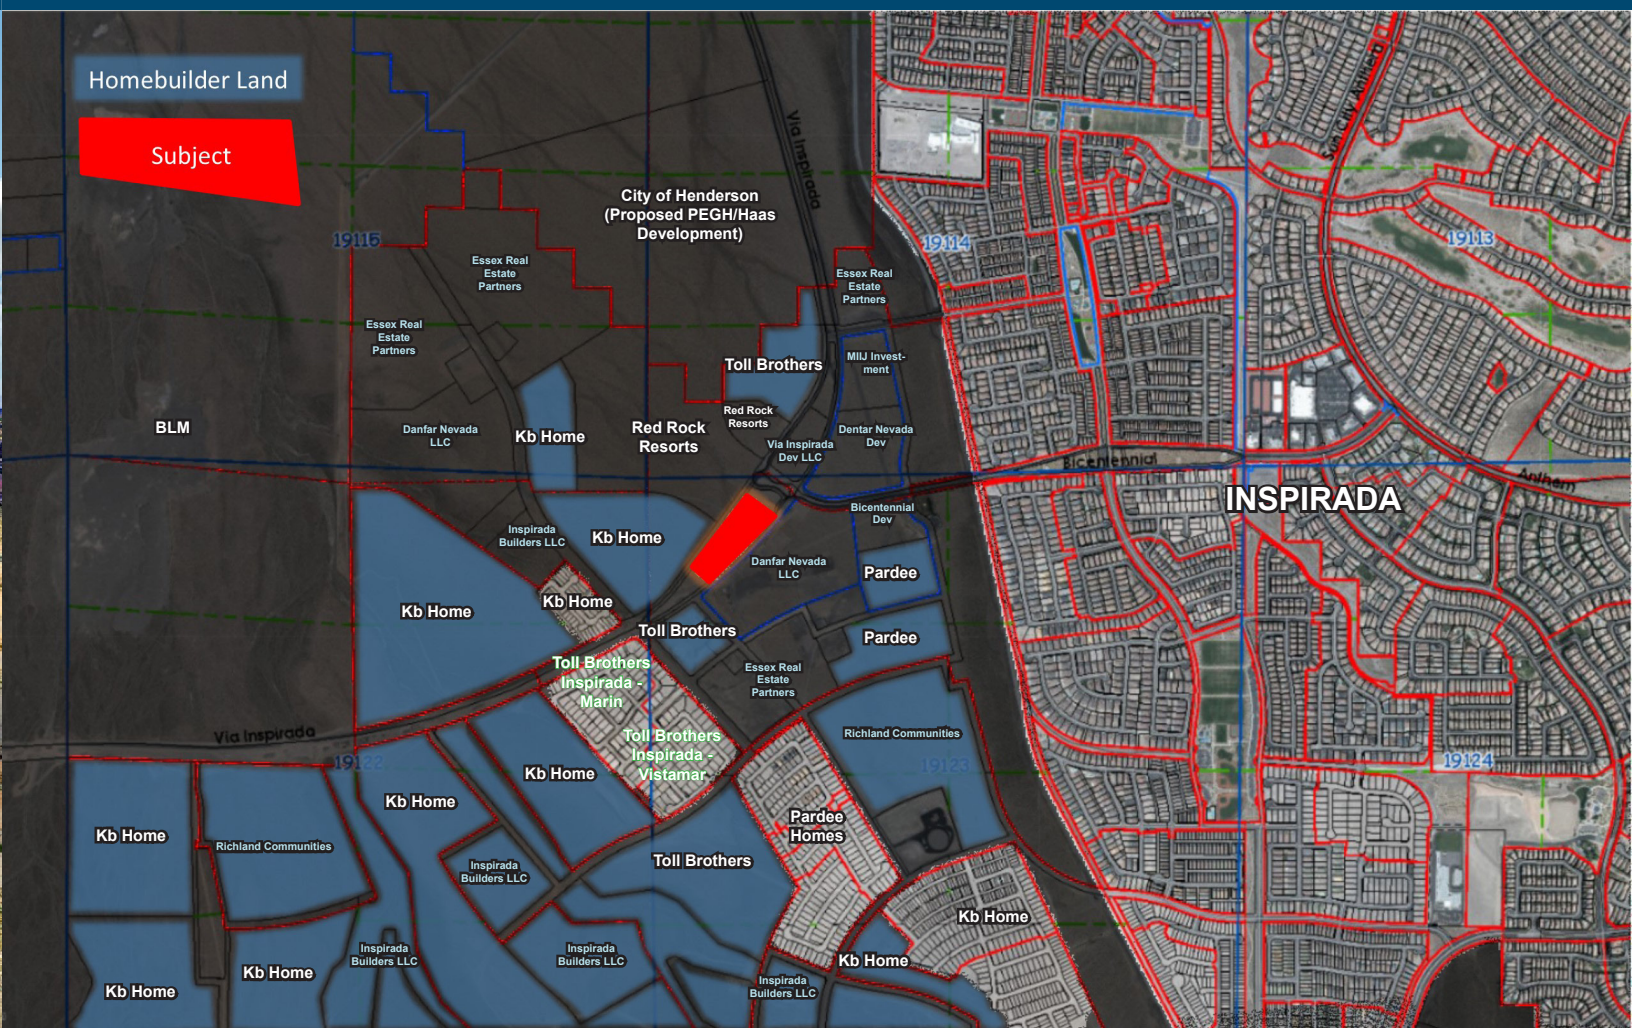 Homebuilder Land
Subject
Via Inspirada
Sun City Anthem
City of Henderson
(Proposed PEGH/Haas
Development)
19115
19114
19113
Essex Real
Estate
Partners
Essex Real
Estate
Partners
Essex Real
Estate
Partners
Toll Brothers
MIIJ Invest-
ment
BLM
Danfar Nevada
LLC
Kb Home
Red Rock
Resorts
Red Rock
Resorts
Via Inspirada
Dev LLC
Dentar Nevada
Dev
Bicentennial
Anthem
INSPIRADA
Inspirada
Builders LLC
Kb Home
Bicentennial
Dev
Danfar Nevada
LLC
Pardee
Kb Home
Kb Home
Toll Brothers
Pardee
Toll Brothers
Inspirada -
Marin
Essex Real
Estate
Partners
Via Inspirada
Toll Brothers
Inspirada -
Vistamar
Richland Communities
19122
19123
19124
Kb Home
Kb Home
Kb Home
Richland Communities
Pardee
Homes
Inspirada
Builders LLC
Toll Brothers
Kb Home
Inspirada
Builders LLC
Inspirada
Builders LLC
Kb Home
Kb Home
Kb Home
Inspirada
Builders LLC